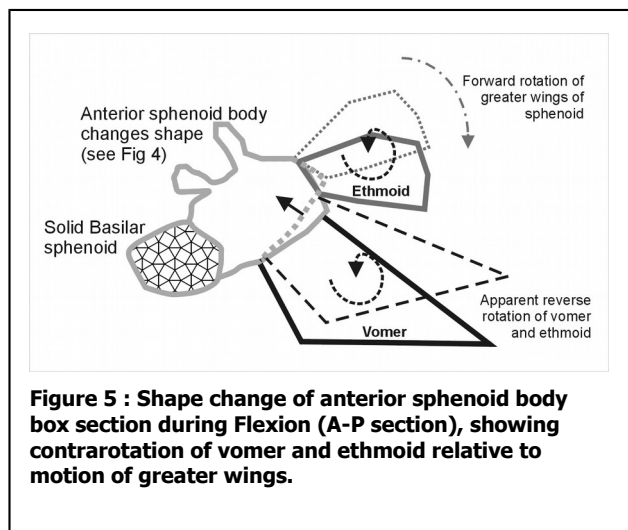 Forward rotation of
greater wings of
sphenoid
Anterior sphenoid body
changes shape
(see Fig 4)
Ethmoid
Solid Basilar
sphenoid
Apparent reverse
rotation of vomer
and ethmoid
Vomer
Figure 5 : Shape change of anterior sphenoid body
box section during Flexion (A-P section), showing
contrarotation of vomer and ethmoid relative to
motion of greater wings.